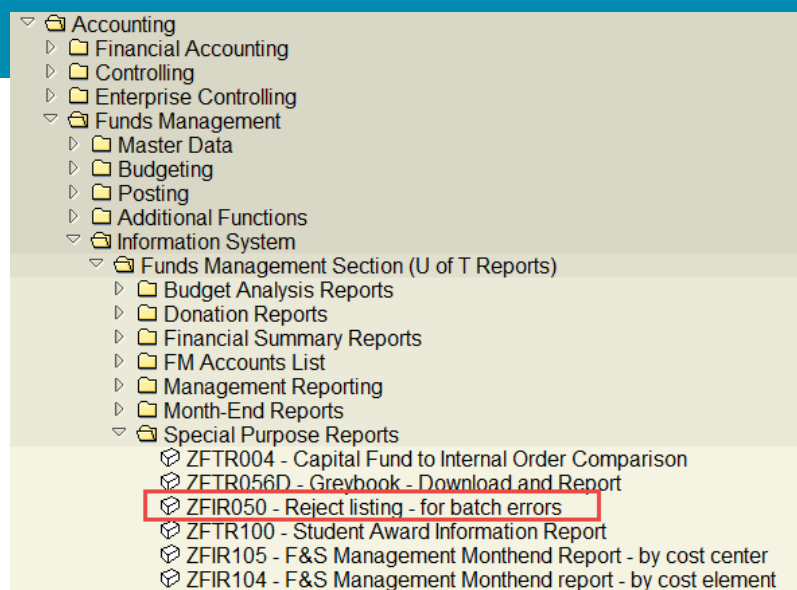 Accounting
Financial Accounting
Controlling
Enterprise Controlling
Funds Management
Master Data
Budgeting
Posting
Additional Functions
Information System
Funds Management Section (U of T Reports)
Budget Analysis Reports
Donation Reports
Financial Summary Reports
FM Accounts List
Management Reporting
Month-End Reports
Special Purpose Reports
ZFTR004 - Capital Fund to Internal Order Comparison
ZFTR056D - Greybook - Download and Report
ZFIR050 - Reject listing - for batch errors
ZFTR100 - Student Award Information Report
ZFIR105 - F&S Management Monthend Report - by cost center
ZFIR104 - F&S Management Monthend report - by cost element